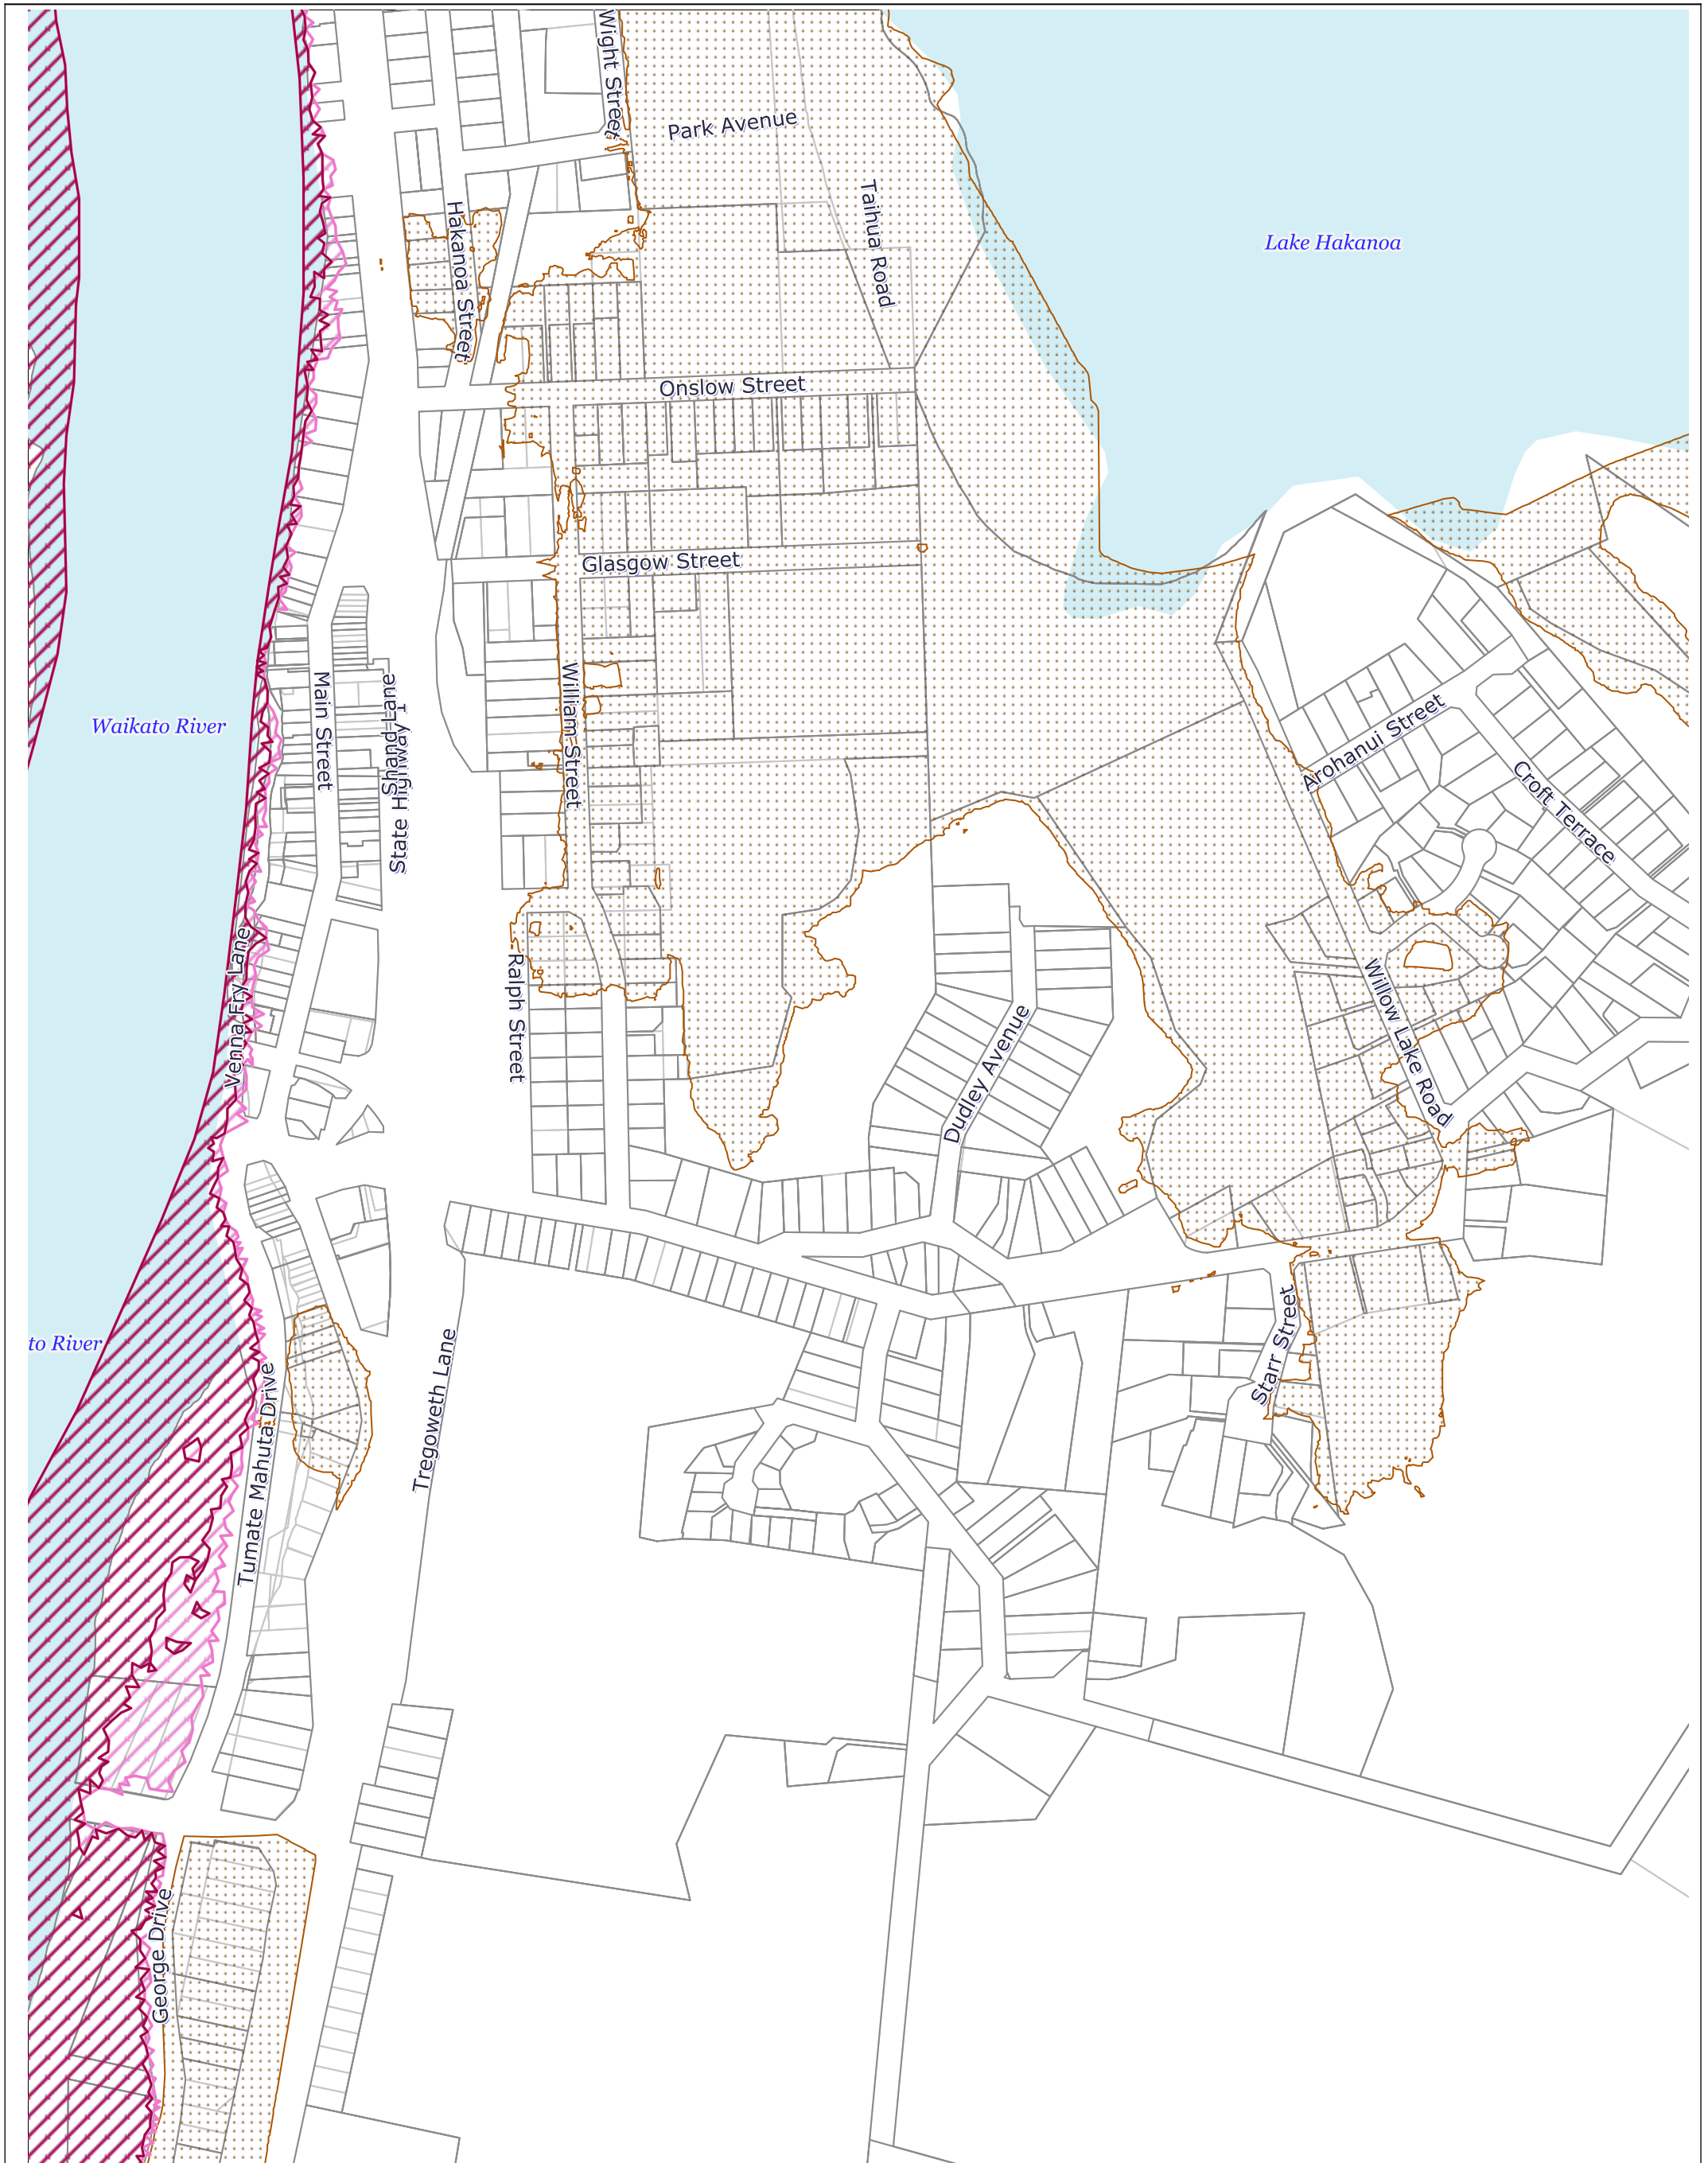 Wight Street
Park Avenue
Taihua Road
Hakanoa Street
Lake Hakanoa
Onslow Street
Glasgow Street
Main Street
Shand Lane
State Highway 1
William Street
Waikato River
Arohanui Street
Croft Terrace
Venna Fry Lane
Ralph Street
Dudley Avenue
Willow Lake Road
to River
Tumate Mahuta Drive
Tregoweth Lane
Starr Street
George Drive